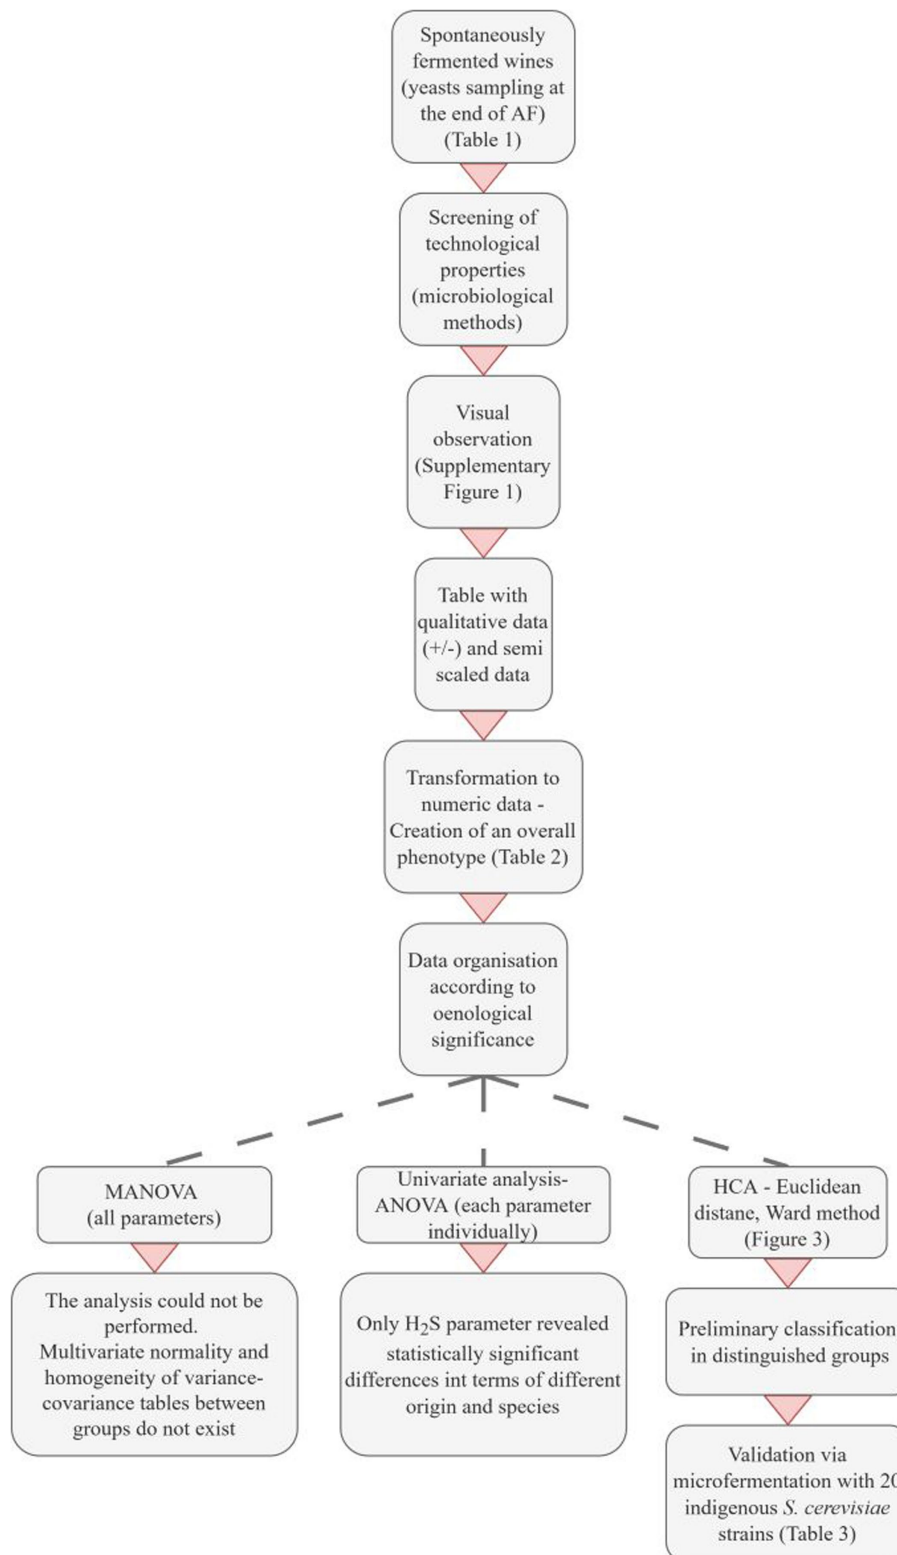 Spontaneously
fermented wines
(yeasts sampling at
the end of AF)
(Table 1)
Screening of
technological
properties
(microbiological
methods)
Visual
observation
(Supplementary
Figure 1)
Table with
qualitative data
(+/-) and semi
scaled data
Transformation to
numeric data -
Creation of an overall
phenotype (Table 2)
Data organisation
according to
oenological
significance
MANOVA
(all parameters)
The analysis could not be
performed.
Multivariate normality and
homogeneity of variance-
covariance tables between
groups do not exist
Univariate analysis-
ANOVA (each parameter
individually)
Only H₂S parameter revealed
statistically significant
differences int terms of different
origin and species
HCA - Euclidean
distane, Ward method
(Figure 3)
Preliminary classification
in distinguished groups
Validation via
microfermentation with 20
indigenous S. cerevisiae
strains (Table 3)